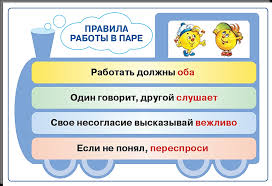 ПРАВИЛА
РАБОТЫ В ПАРЕ
Работать должны оба
Один говорит, другой слушает
Свое несогласие высказывай вежливо
Если не понял, переспроси